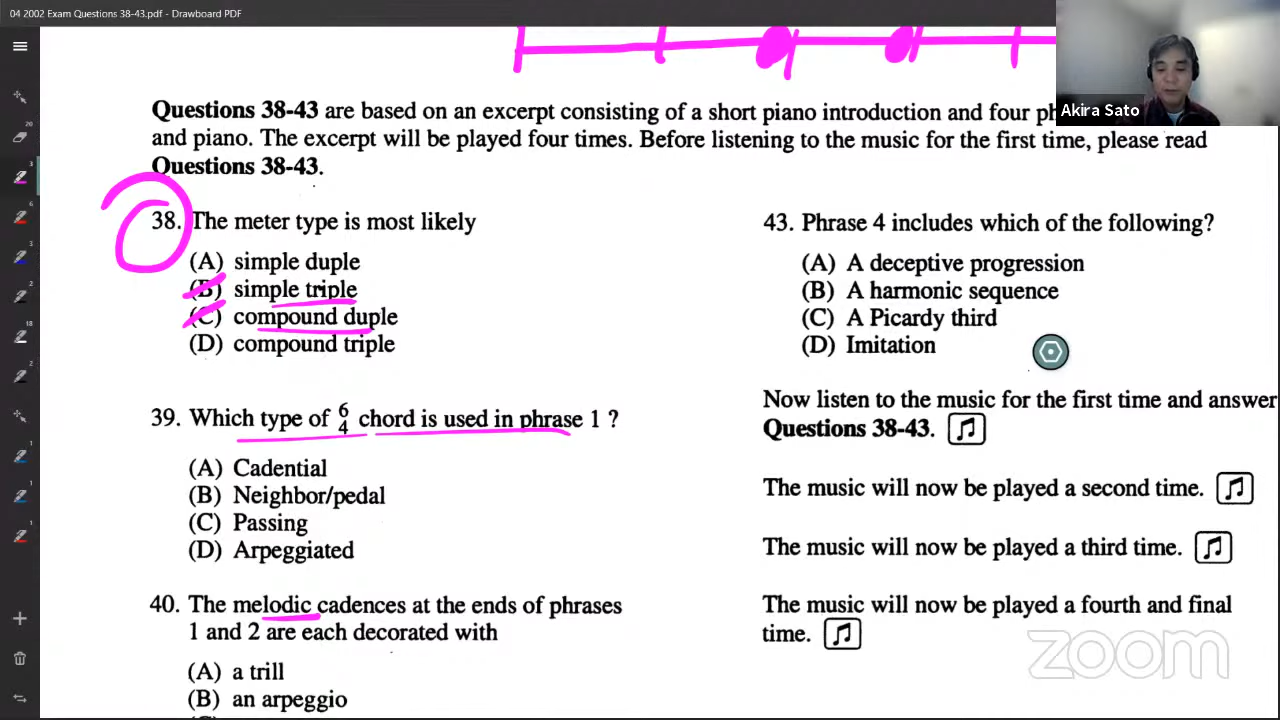 04 2002 Exam Questions 38-43.pdf - Drawboard PDF
Akira Sato
Questions 38-43 are based on an excerpt consisting of a short piano introduction and four
and piano. The excerpt will be played four times. Before listening to the music for the first time, please read
Questions 38-43.
38. The meter type is most likely
(A) simple duple
(B) simple triple
(C) compound duple
(D) compound triple
39. Which type of 6/4 chord is used in phrase 1 ?
(A) Cadential
(B) Neighbor/pedal
(C) Passing
(D) Arpeggiated
40. The melodic cadences at the ends of phrases
1 and 2 are each decorated with
(A) a trill
(B) an arpeggio
43. Phrase 4 includes which of the following?
(A) A deceptive progression
(B) A harmonic sequence
(C) A Picardy third
(D) Imitation
Now listen to the music for the first time and answer
Questions 38-43.
The music will now be played a second time.
The music will now be played a third time.
The music will now be played a fourth and final
time.
zoom